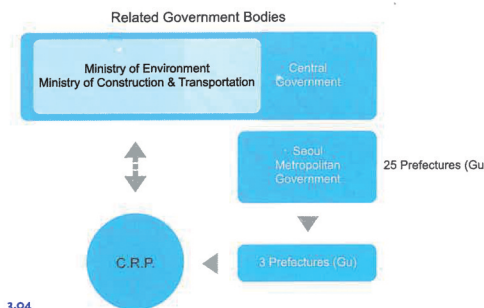 Related Government Bodies
Ministry of Environment
Ministry of Construction & Transportation
Central
Government
Seoul
Metropolitan
Government
25 Prefectures (Gu
C.R.P.
3 Prefectures (Gu)
3.04